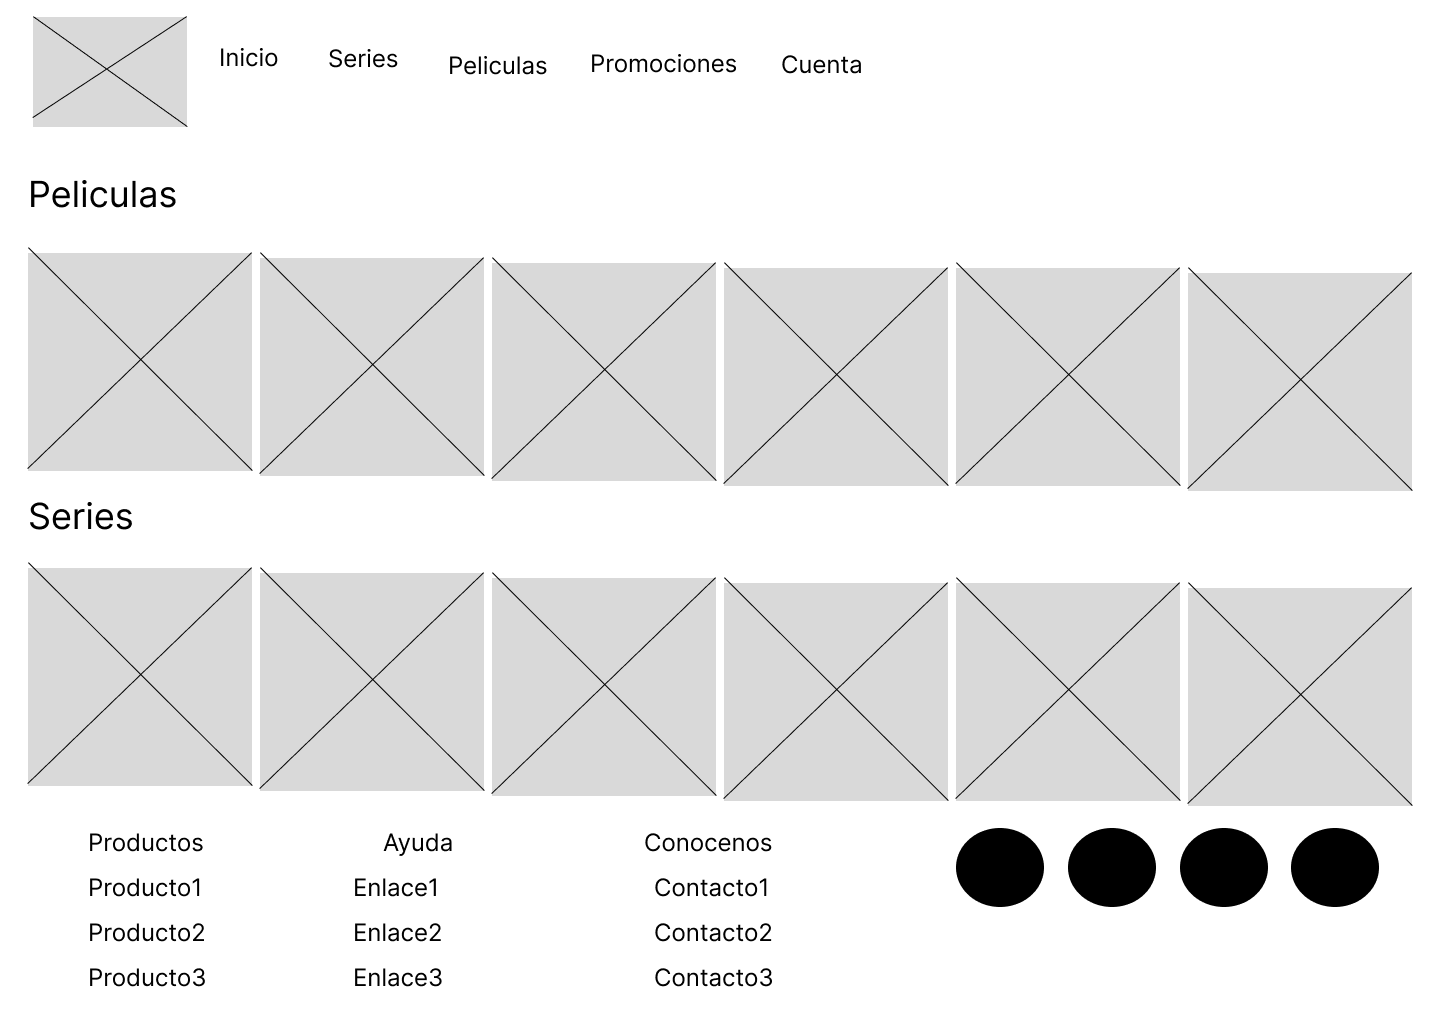 Inicio Series Peliculas Promociones Cuenta
Peliculas
Series
Productos Ayuda Conocenos
Producto1 Enlace1 Contacto1
Producto2 Enlace2 Contacto2
Producto3 Enlace3 Contacto3